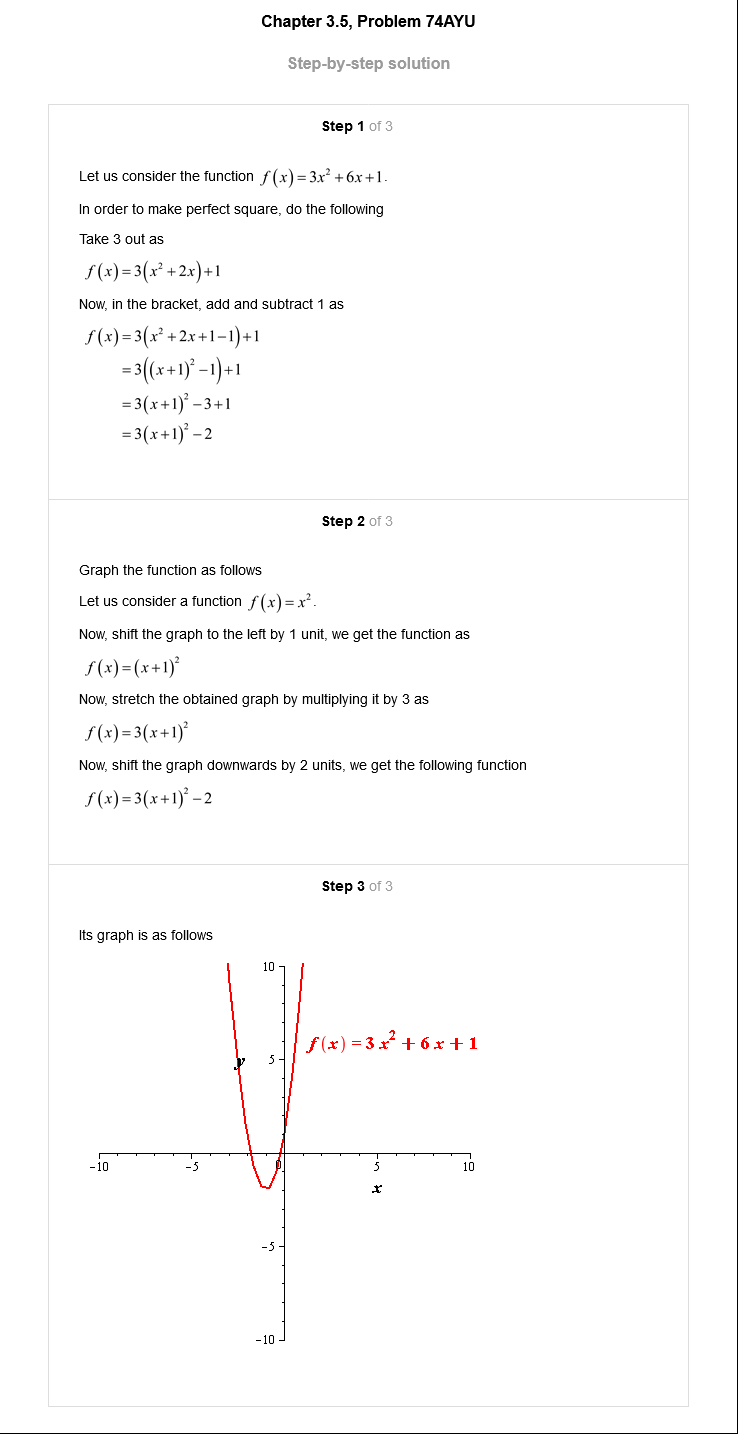 Chapter 3.5, Problem 74AYU
Step-by-step solution
Step 1 of 3
Let us consider the function f(x)=3x²+6x+1.
In order to make perfect square, do the following
Take 3 out as
f(x)=3(x²+2x)+1
Now, in the bracket, add and subtract 1 as
f(x)=3(x²+2x+1−1)+1
=3((x+1)²−1)+1
=3(x+1)²−3+1
=3(x+1)²−2
Step 2 of 3
Graph the function as follows
Let us consider a function f(x)=x².
Now, shift the graph to the left by 1 unit, we get the function as
f(x)=(x+1)²
Now, stretch the obtained graph by multiplying it by 3 as
f(x)=3(x+1)²
Now, shift the graph downwards by 2 units, we get the following function
f(x)=3(x+1)²−2
Step 3 of 3
Its graph is as follows
10
f(x)=3x²+6x+1
y 5
−10 −5 0 5 10
x
−5
−10